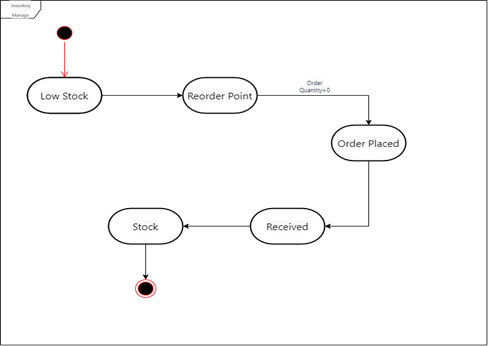 Inventory
Manage
Low Stock
Reorder Point
Order
Quantity>0
Order Placed
Stock
Received